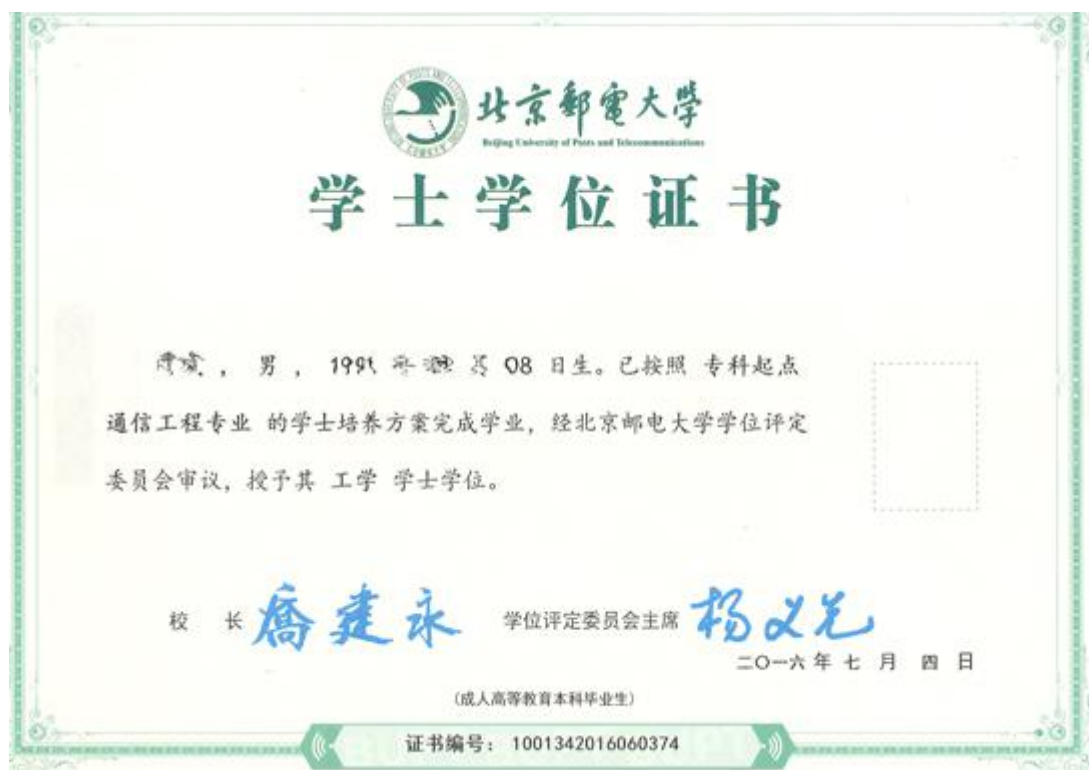 北京郵電大學
Beijing University of Posts and Telecommunications
学士学位证书
，男，199 08 日生。已按照 专科起点
通信工程专业 的学士培养方案完成学业，经北京邮电大学学位评定
委员会审议，授予其 工学 学士学位。
校 长 喬建永 学位评定委员会主席 杨义先
二〇一六年七月四日
(成人高等教育本科毕业生)
证书编号：1001342016060374